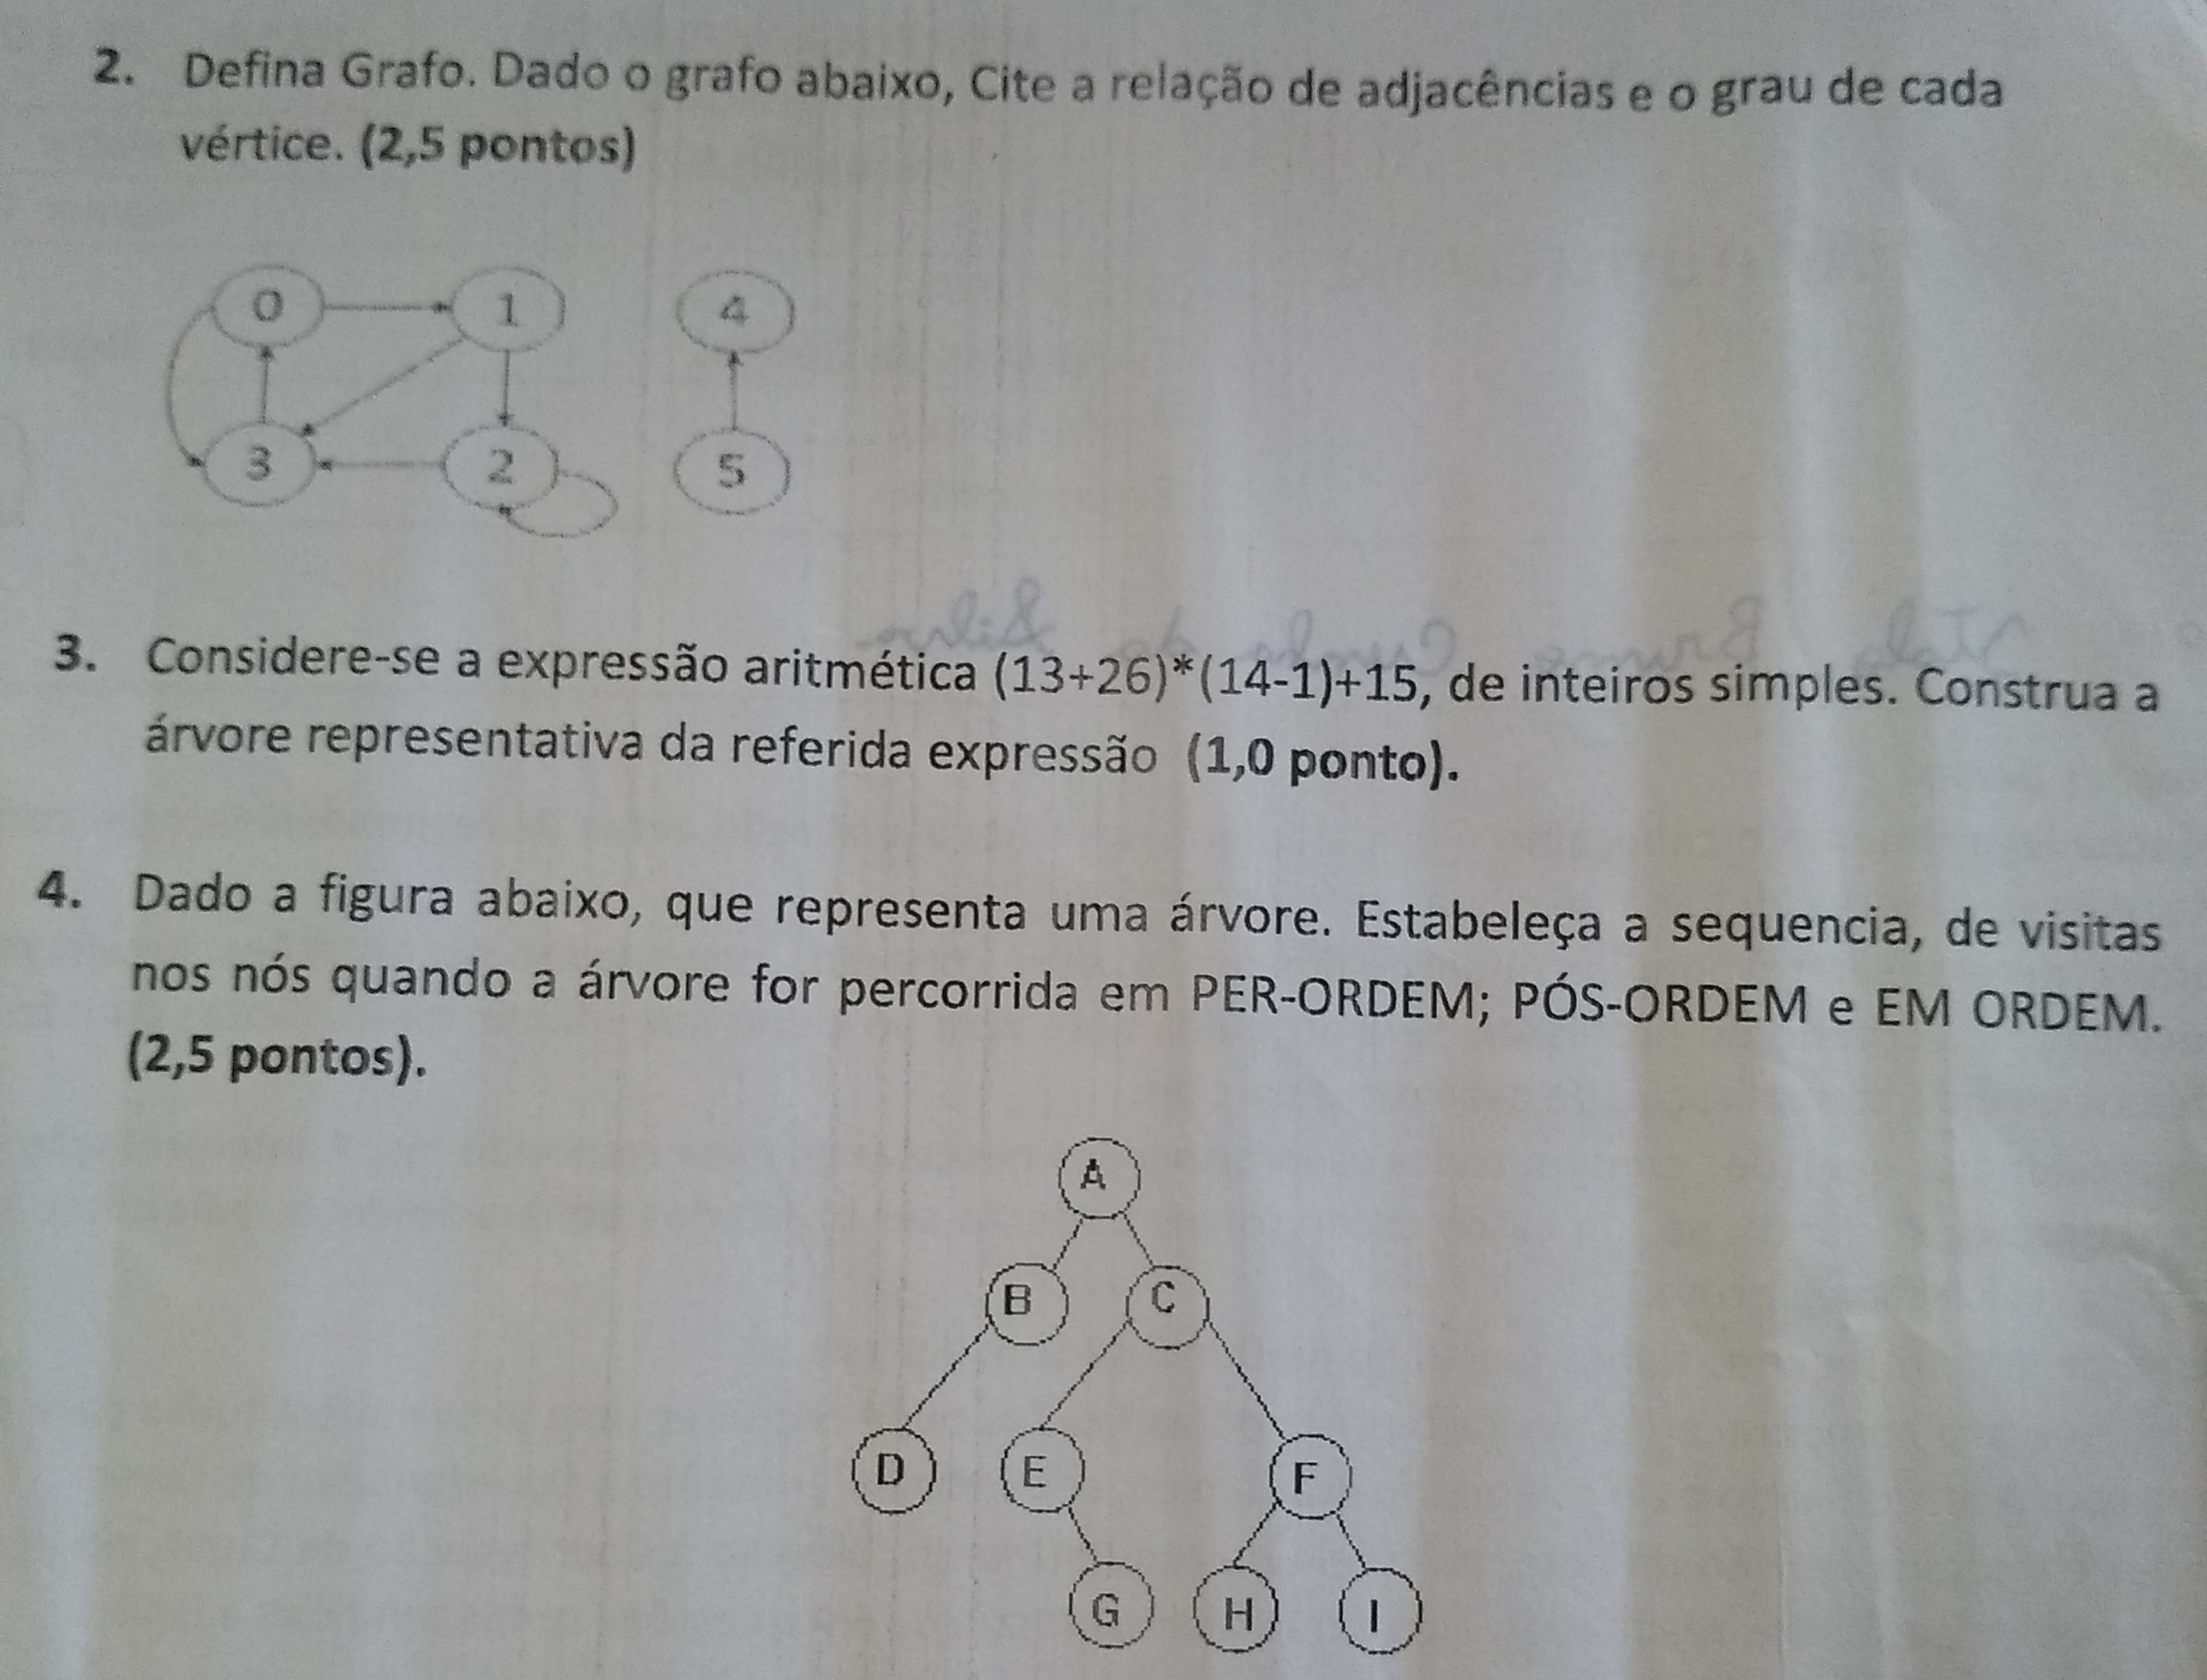 2. Defina Grafo. Dado o grafo abaixo, Cite a relação de adjacências e o grau de cada
vértice. (2,5 pontos)
0 1 4
3 2 5
3. Considere-se a expressão aritmética (13+26)*(14-1)+15, de inteiros simples. Construa a
árvore representativa da referida expressão (1,0 ponto).
4. Dado a figura abaixo, que representa uma árvore. Estabeleça a sequencia, de visitas
nos nós quando a árvore for percorrida em PER-ORDEM; PÓS-ORDEM e EM ORDEM.
(2,5 pontos).
A
B C
D E F
G H I